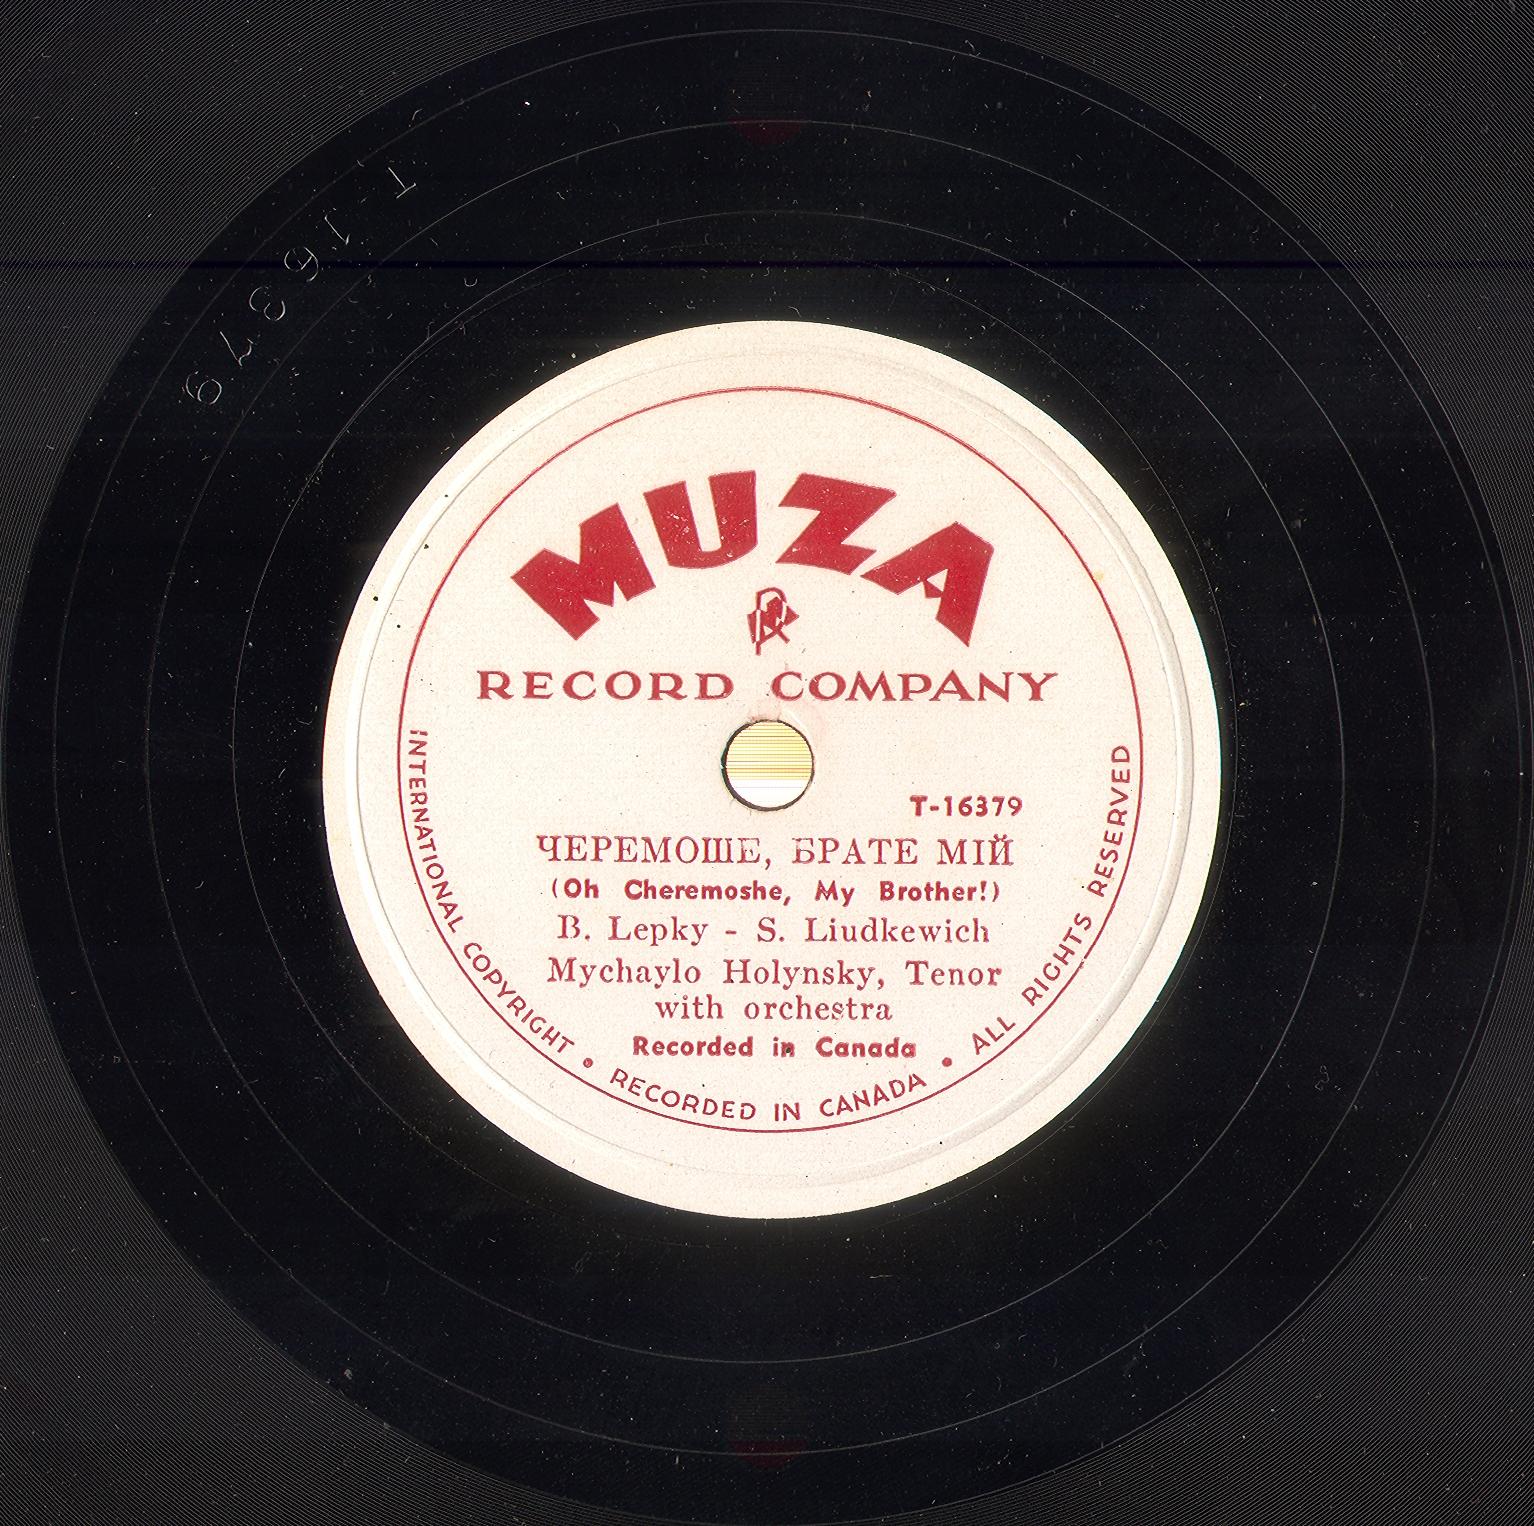 T-16379
MUZA
RECORD COMPANY
T-16379
ЧЕРЕМОШЕ, БРАТЕ МІЙ
(Oh Cheremoshe, My Brother!)
B. Lepky - S. Liudkewich
Mychaylo Holynsky, Tenor
with orchestra
Recorded in Canada
INTERNATIONAL COPYRIGHT • RECORDED IN CANADA • ALL RIGHTS RESERVED